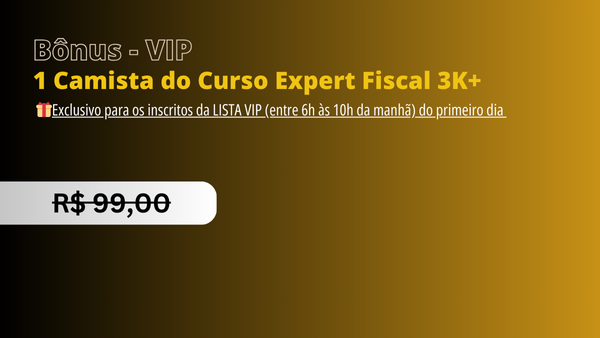 Bônus - VIP
1 Camista do Curso Expert Fiscal 3K+
🎁Exclusivo para os inscritos da LISTA VIP (entre 6h às 10h da manhã) do primeiro dia
R$ 99,00